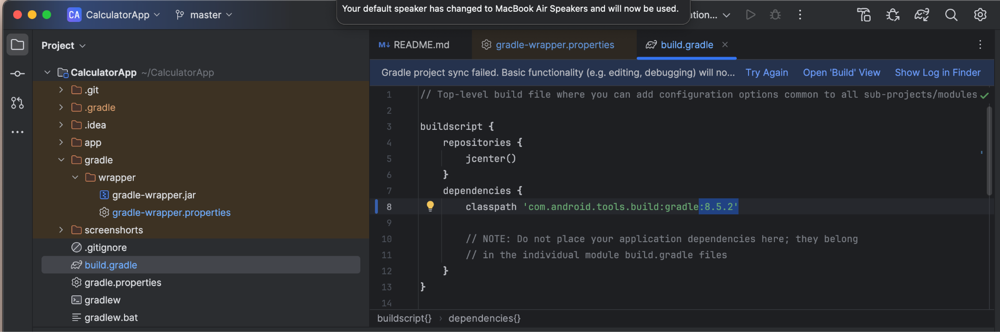 Your default speaker has changed to MacBook Air Speakers and will now be used.
CA CalculatorApp master ation...
Project
CalculatorApp ~/CalculatorApp
.git
.gradle
.idea
app
gradle
wrapper
gradle-wrapper.jar
gradle-wrapper.properties
screenshorts
.gitignore
build.gradle
gradle.properties
gradlew
gradlew.bat
M↓ README.md gradle-wrapper.properties build.gradle
Gradle project sync failed. Basic functionality (e.g. editing, debugging) will no... Try Again Open 'Build' View Show Log in Finder
1 // Top-level build file where you can add configuration options common to all sub-projects/modules
2
3 buildscript {
4 repositories {
5 jcenter()
6 }
7 dependencies {
8 classpath 'com.android.tools.build:gradle:8.5.2'
9
10 // NOTE: Do not place your application dependencies here; they belong
11 // in the individual module build.gradle files
12 }
13 }
14
buildscript{} › dependencies{}